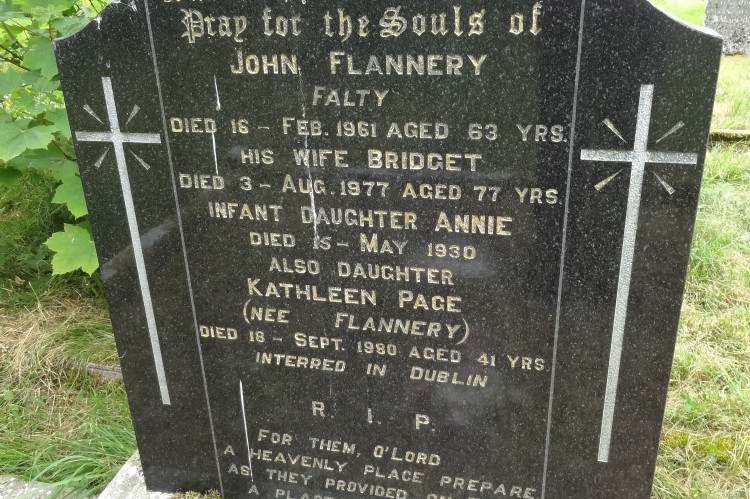 Pray for the Souls of
JOHN FLANNERY
FALTY
DIED 16 - FEB. 1961 AGED 63 YRS.
HIS WIFE BRIDGET
DIED 3 - AUG. 1977 AGED 77 YRS.
INFANT DAUGHTER ANNIE
DIED 15 - MAY 1930
ALSO DAUGHTER
KATHLEEN PAGE
(NEE FLANNERY)
DIED 18 - SEPT. 1980 AGED 41 YRS.
INTERRED IN DUBLIN
R. I. P.
FOR THEM, O'LORD
A HEAVENLY PLACE PREPARE
AS THEY PROVIDED
A